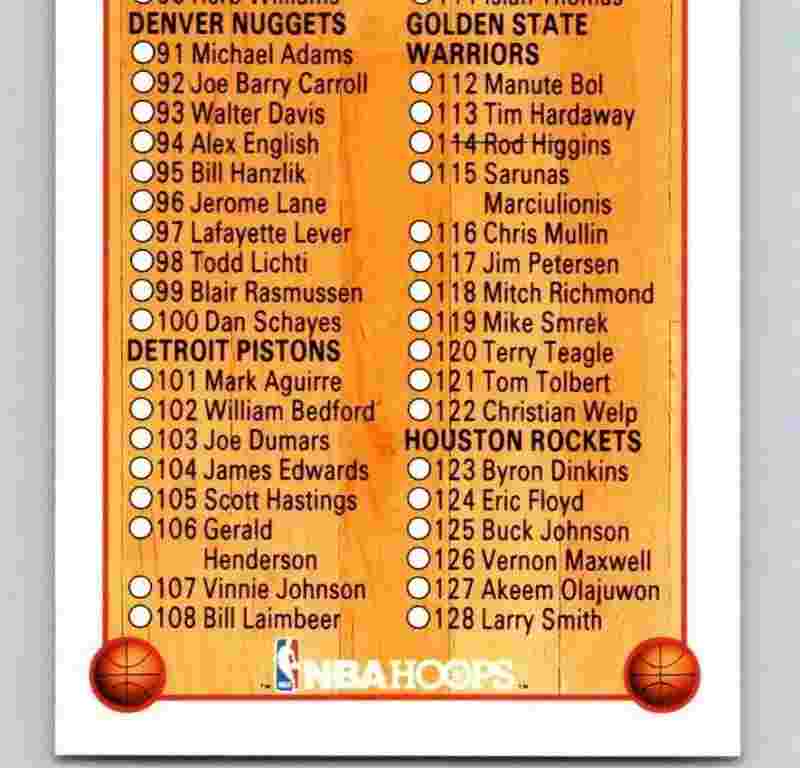 DENVER NUGGETS
91 Michael Adams
92 Joe Barry Carroll
93 Walter Davis
94 Alex English
95 Bill Hanzlik
96 Jerome Lane
97 Lafayette Lever
98 Todd Lichti
99 Blair Rasmussen
100 Dan Schayes
DETROIT PISTONS
101 Mark Aguirre
102 William Bedford
103 Joe Dumars
104 James Edwards
105 Scott Hastings
106 Gerald
Henderson
107 Vinnie Johnson
108 Bill Laimbeer
GOLDEN STATE
WARRIORS
112 Manute Bol
113 Tim Hardaway
114 Rod Higgins
115 Sarunas
Marciulionis
116 Chris Mullin
117 Jim Petersen
118 Mitch Richmond
119 Mike Smrek
120 Terry Teagle
121 Tom Tolbert
122 Christian Welp
HOUSTON ROCKETS
123 Byron Dinkins
124 Eric Floyd
125 Buck Johnson
126 Vernon Maxwell
127 Akeem Olajuwon
128 Larry Smith
NBA HOOPS